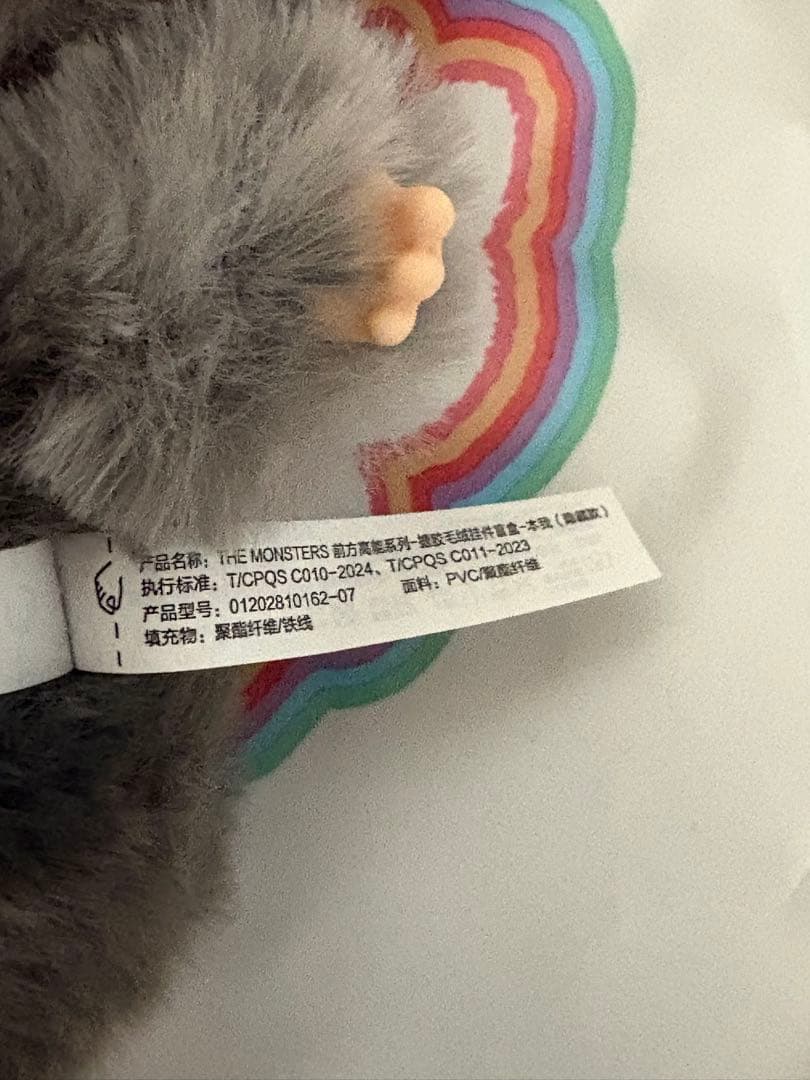 产品名称：THE MONSTERS 前方高能系列-搪胶毛绒挂件盲盒-本我（隐藏款）
执行标准：T/CPQS C010-2024、T/CPQS C011-2023
产品型号：01202810162-07 面料：PVC/聚酯纤维
填充物：聚酯纤维/铁线